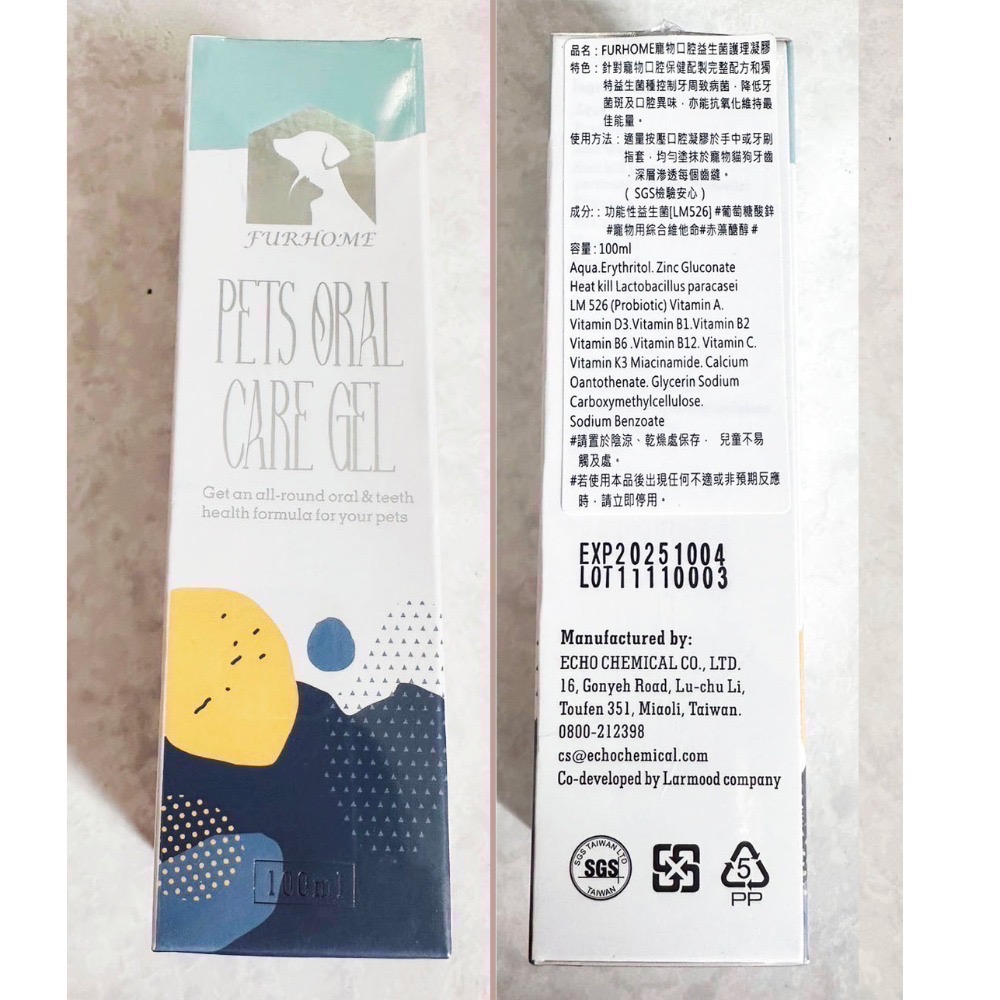 FURHOME
PETS ORAL
CARE GEL
Get an all-round oral & teeth
health formula for your pets
100ml
品名：FURHOME寵物口腔益生菌護理凝膠
特色：針對寵物口腔保健配製完整配方和獨
特益生菌種控制牙周致病菌，降低牙
菌斑及口腔異味，亦能抗氧化維持最
佳能量。
使用方法：適量按壓口腔凝膠於手中或牙刷
指套，均勻塗抹於寵物貓狗牙齒
，深層滲透每個齒縫。
（SGS檢驗安心）
成分:：功能性益生菌[LM526] #葡萄糖酸鋅
#寵物用綜合維他命#赤藻醣醇#
容量:100ml
Aqua.Erythritol. Zinc Gluconate
Heat kill Lactobacillus paracasei
LM 526 (Probiotic) Vitamin A.
Vitamin D3.Vitamin B1.Vitamin B2
Vitamin B6 .Vitamin B12. Vitamin C.
Vitamin K3 Miacinamide. Calcium
Oantothenate. Glycerin Sodium
Carboxymethylcellulose.
Sodium Benzoate
#請置於陰涼、乾燥處保存， 兒童不易
觸及處。
#若使用本品後出現任何不適或非預期反應
時，請立即停用。
EXP20251004
LOT11110003
Manufactured by:
ECHO CHEMICAL CO., LTD.
16, Gonyeh Road, Lu-chu Li,
Toufen 351, Miaoli, Taiwan.
0800-212398
cs@echochemical.com
Co-developed by Larmood company
SGS TAIWAN LTD
SGS
TAIWAN
5
PP